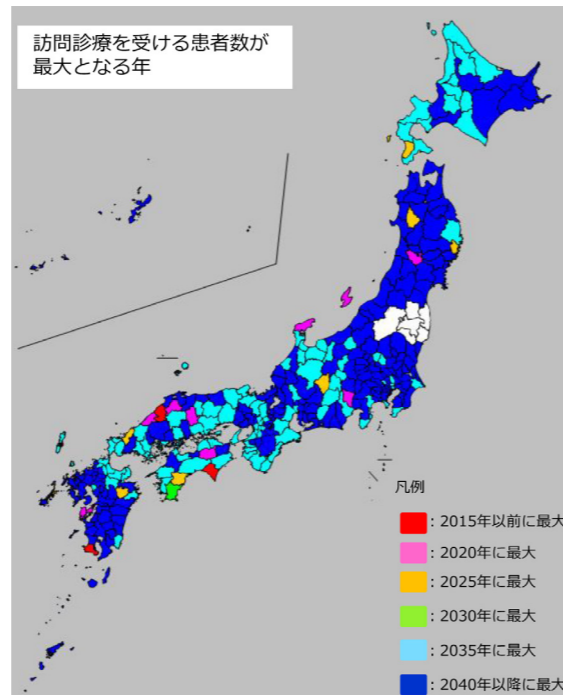 訪問診療を受ける患者数が
最大となる年
凡例
：2015年以前に最大
：2020年に最大
：2025年に最大
：2030年に最大
：2035年に最大
：2040年以降に最大